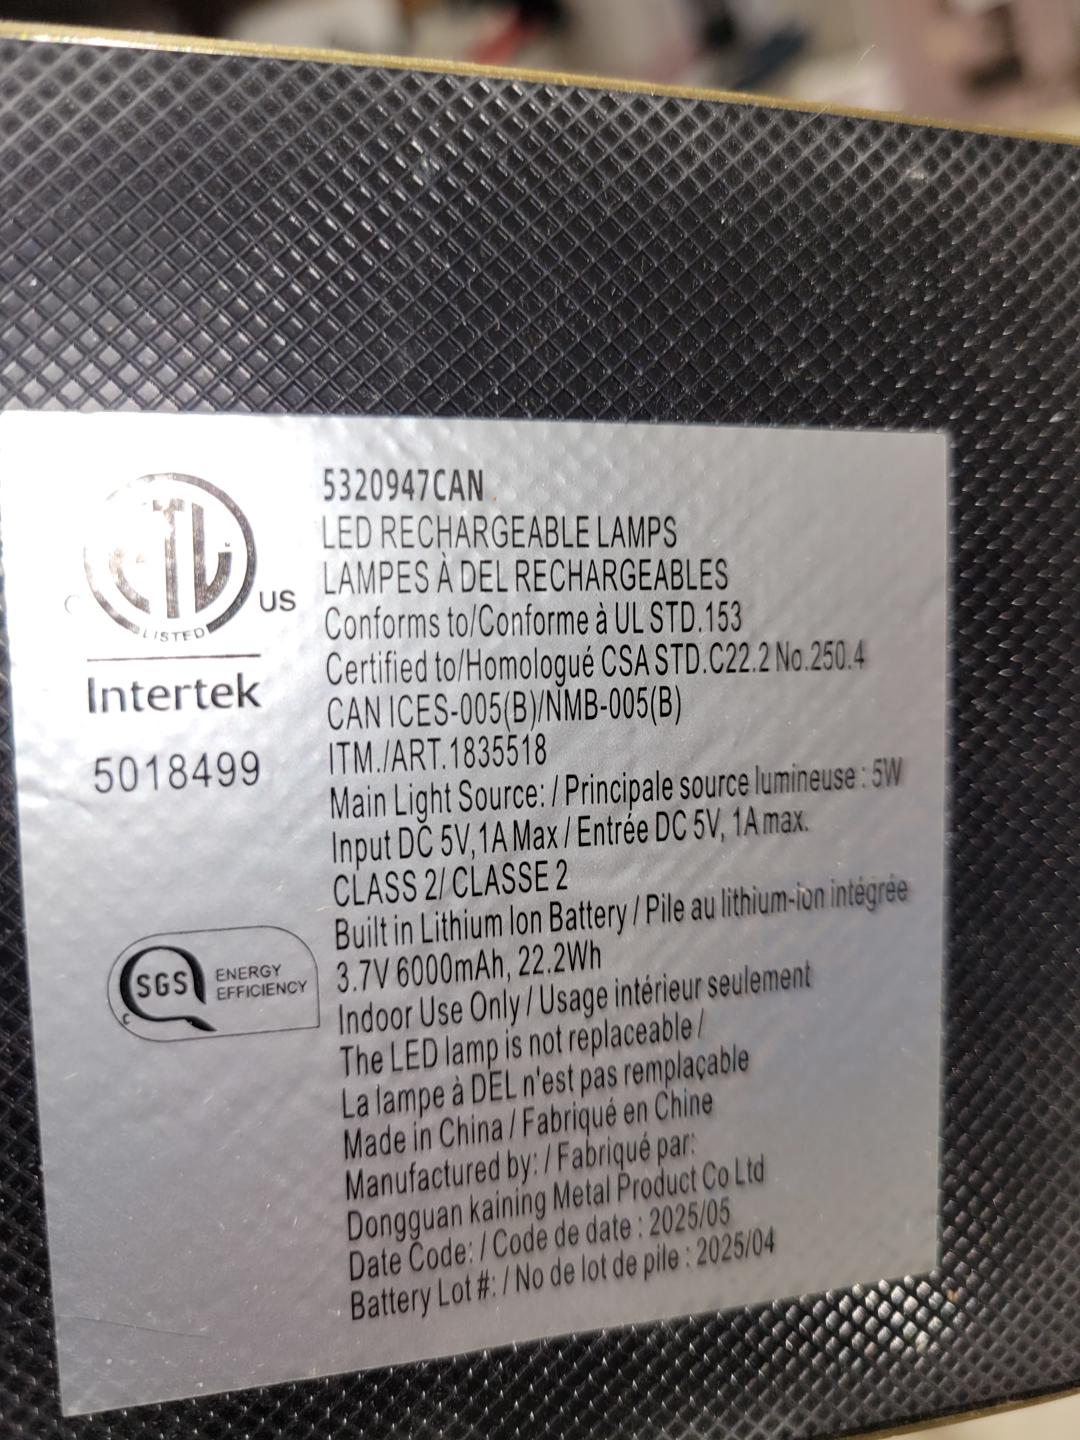 ETL
C US
LISTED
Intertek
5018499
SGS
ENERGY
EFFICIENCY
C
5320947CAN
LED RECHARGEABLE LAMPS
LAMPES À DEL RECHARGEABLES
Conforms to/Conforme à UL STD.153
Certified to/Homologué CSA STD.C22.2 No.250.4
CAN ICES-005(B)/NMB-005(B)
ITM./ART.1835518
Main Light Source: / Principale source lumineuse : 5W
Input DC 5V, 1A Max / Entrée DC 5V, 1A max.
CLASS 2/ CLASSE 2
Built in Lithium Ion Battery / Pile au lithium-ion intégrée
3.7V 6000mAh, 22.2Wh
Indoor Use Only / Usage intérieur seulement
The LED lamp is not replaceable /
La lampe à DEL n'est pas remplaçable
Made in China / Fabriqué en Chine
Manufactured by: / Fabriqué par:
Dongguan kaining Metal Product Co Ltd
Date Code: / Code de date : 2025/05
Battery Lot #: / No de lot de pile : 2025/04